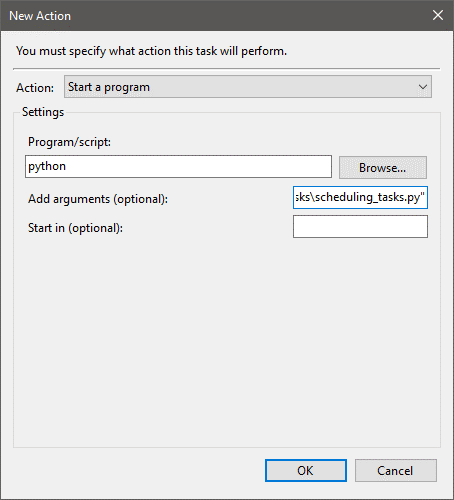 New Action
You must specify what action this task will perform.
Action: Start a program
Settings
Program/script:
python Browse...
Add arguments (optional): sks\scheduling_tasks.py"
Start in (optional):
OK Cancel